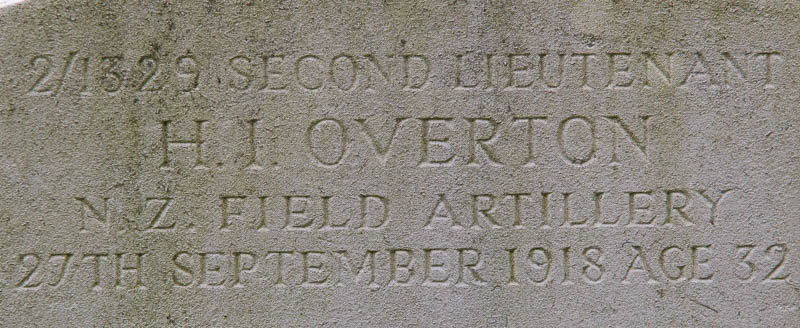 2/1329 SECOND LIEUTENANT
H. I. OVERTON
N. Z. FIELD ARTILLERY
27TH SEPTEMBER 1918 AGE 32